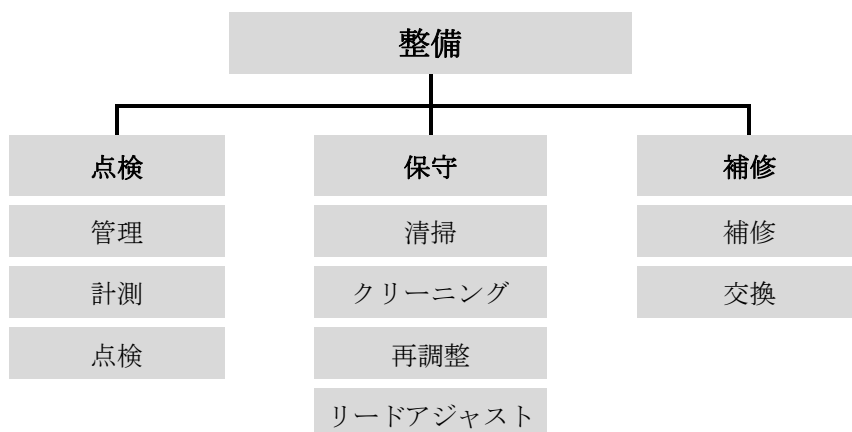 整備
点検
保守
補修
管理
清掃
補修
計測
クリーニング
交換
点検
再調整
リードアジャスト